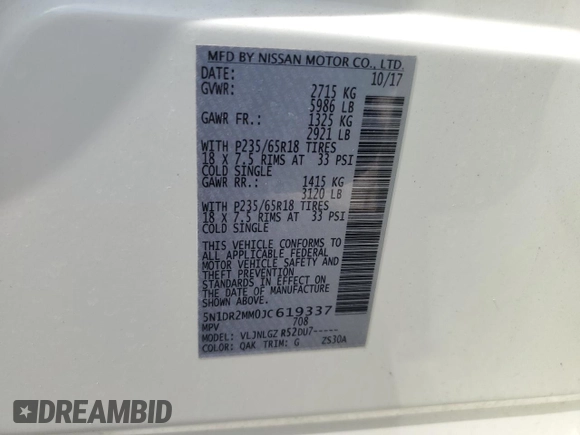 MFD BY NISSAN MOTOR CO., LTD.
DATE: 10/17
GVWR: 2715 KG
5986 LB
GAWR FR.: 1325 KG
2921 LB
WITH P235/65R18 TIRES
18 X 7.5 RIMS AT 33 PSI
COLD SINGLE
GAWR RR.: 1415 KG
3120 LB
WITH P235/65R18 TIRES
18 X 7.5 RIMS AT 33 PSI
COLD SINGLE
THIS VEHICLE CONFORMS TO
ALL APPLICABLE FEDERAL
MOTOR VEHICLE SAFETY AND
THEFT PREVENTION
STANDARDS IN EFFECT ON
THE DATE OF MANUFACTURE
SHOWN ABOVE.
5N1DR2MM0JC619337
MPV 708
MODEL: VLJNLGZ RS2DU7-----
COLOR: QAK TRIM: G ZS30A
DREAMBID